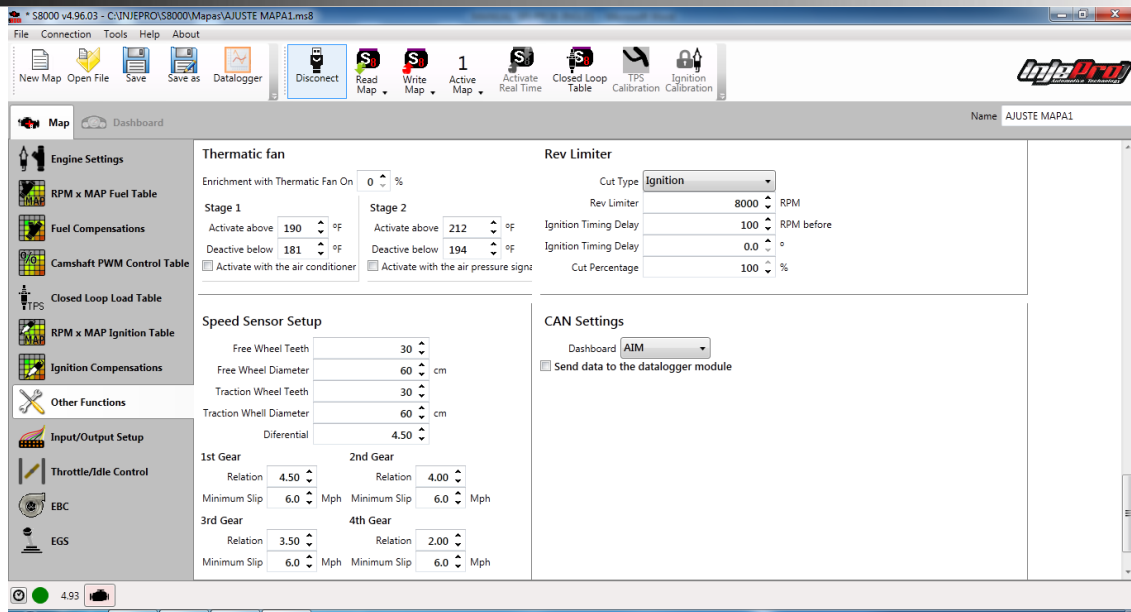 * S8000 v4.96.03 - C:\INJEPRO\S8000\Mapas\AJUSTE MAPA1.ms8
File Connection Tools Help About
New Map Open File Save Save as Datalogger Disconect Read Map Write Map 1 Active Map Activate Real Time Closed Loop Table TPS Calibration Ignition Calibration
InjePro
Map Dashboard Name AJUSTE MAPA1
Engine Settings
RPM x MAP Fuel Table
Fuel Compensations
Camshaft PWM Control Table
Closed Loop Load Table
RPM x MAP Ignition Table
Ignition Compensations
Other Functions
Input/Output Setup
Throttle/Idle Control
EBC
EGS
Thermatic fan
Enrichment with Thermatic Fan On 0 %
Stage 1 Stage 2
Activate above 190 °F Activate above 212 °F
Deactive below 181 °F Deactive below 194 °F
Activate with the air conditioner Activate with the air pressure signa
Rev Limiter
Cut Type Ignition
Rev Limiter 8000 RPM
Ignition Timing Delay 100 RPM before
Ignition Timing Delay 0.0 °
Cut Percentage 100 %
Speed Sensor Setup
Free Wheel Teeth 30
Free Wheel Diameter 60 cm
Traction Wheel Teeth 30
Traction Whell Diameter 60 cm
Diferential 4.50
1st Gear 2nd Gear
Relation 4.50 Relation 4.00
Minimum Slip 6.0 Mph Minimum Slip 6.0 Mph
3rd Gear 4th Gear
Relation 3.50 Relation 2.00
Minimum Slip 6.0 Mph Minimum Slip 6.0 Mph
CAN Settings
Dashboard AIM
Send data to the datalogger module
4.93